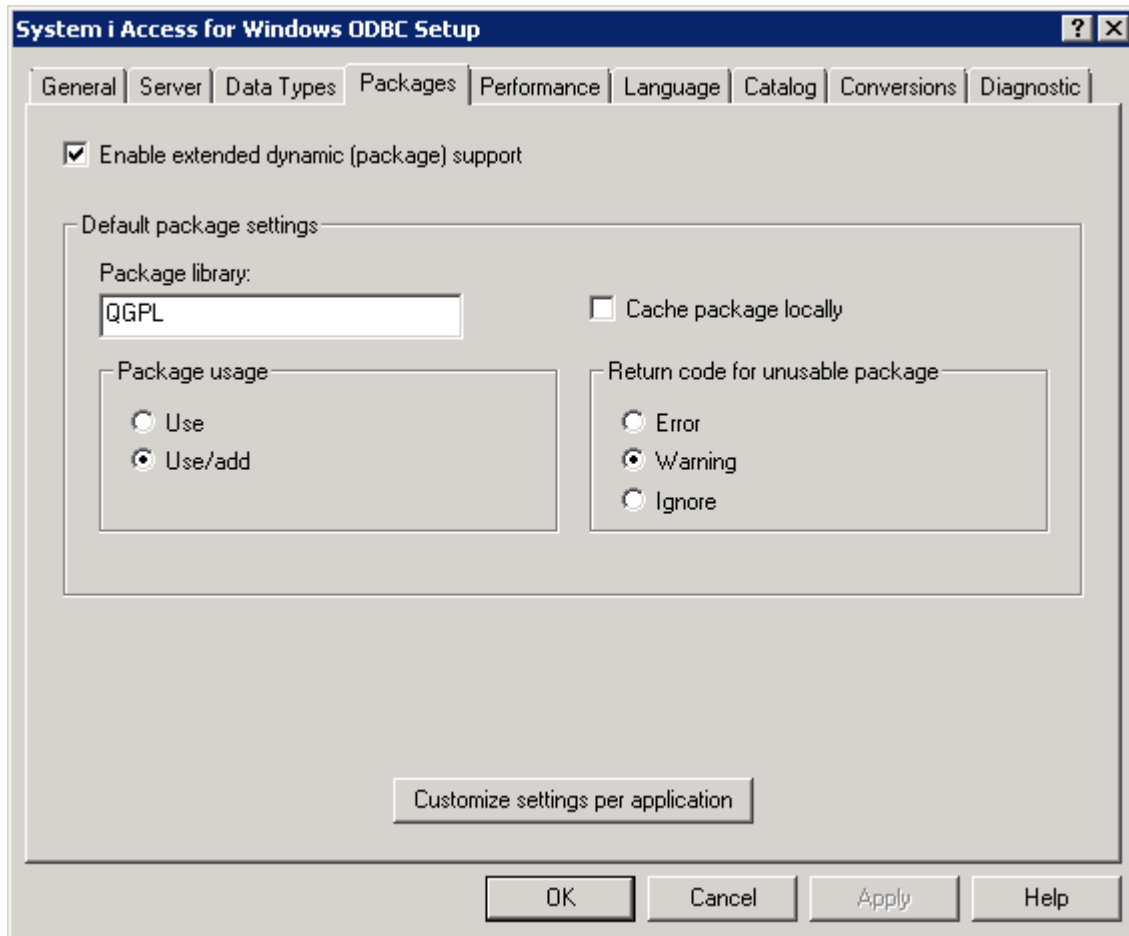 System i Access for Windows ODBC Setup
General Server Data Types Packages Performance Language Catalog Conversions Diagnostic
Enable extended dynamic (package) support
Default package settings
Package library:
QGPL
Cache package locally
Package usage
Use
Use/add
Return code for unusable package
Error
Warning
Ignore
Customize settings per application
OK Cancel Apply Help